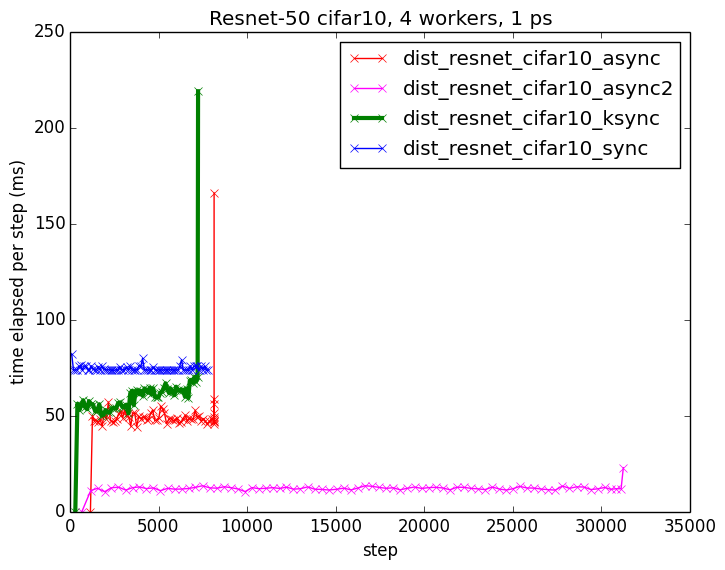 Resnet-50 cifar10, 4 workers, 1 ps
250
200
150
100
50
0
time elapsed per step (ms)
dist_resnet_cifar10_async
dist_resnet_cifar10_async2
dist_resnet_cifar10_ksync
dist_resnet_cifar10_sync
0 5000 10000 15000 20000 25000 30000 35000
step